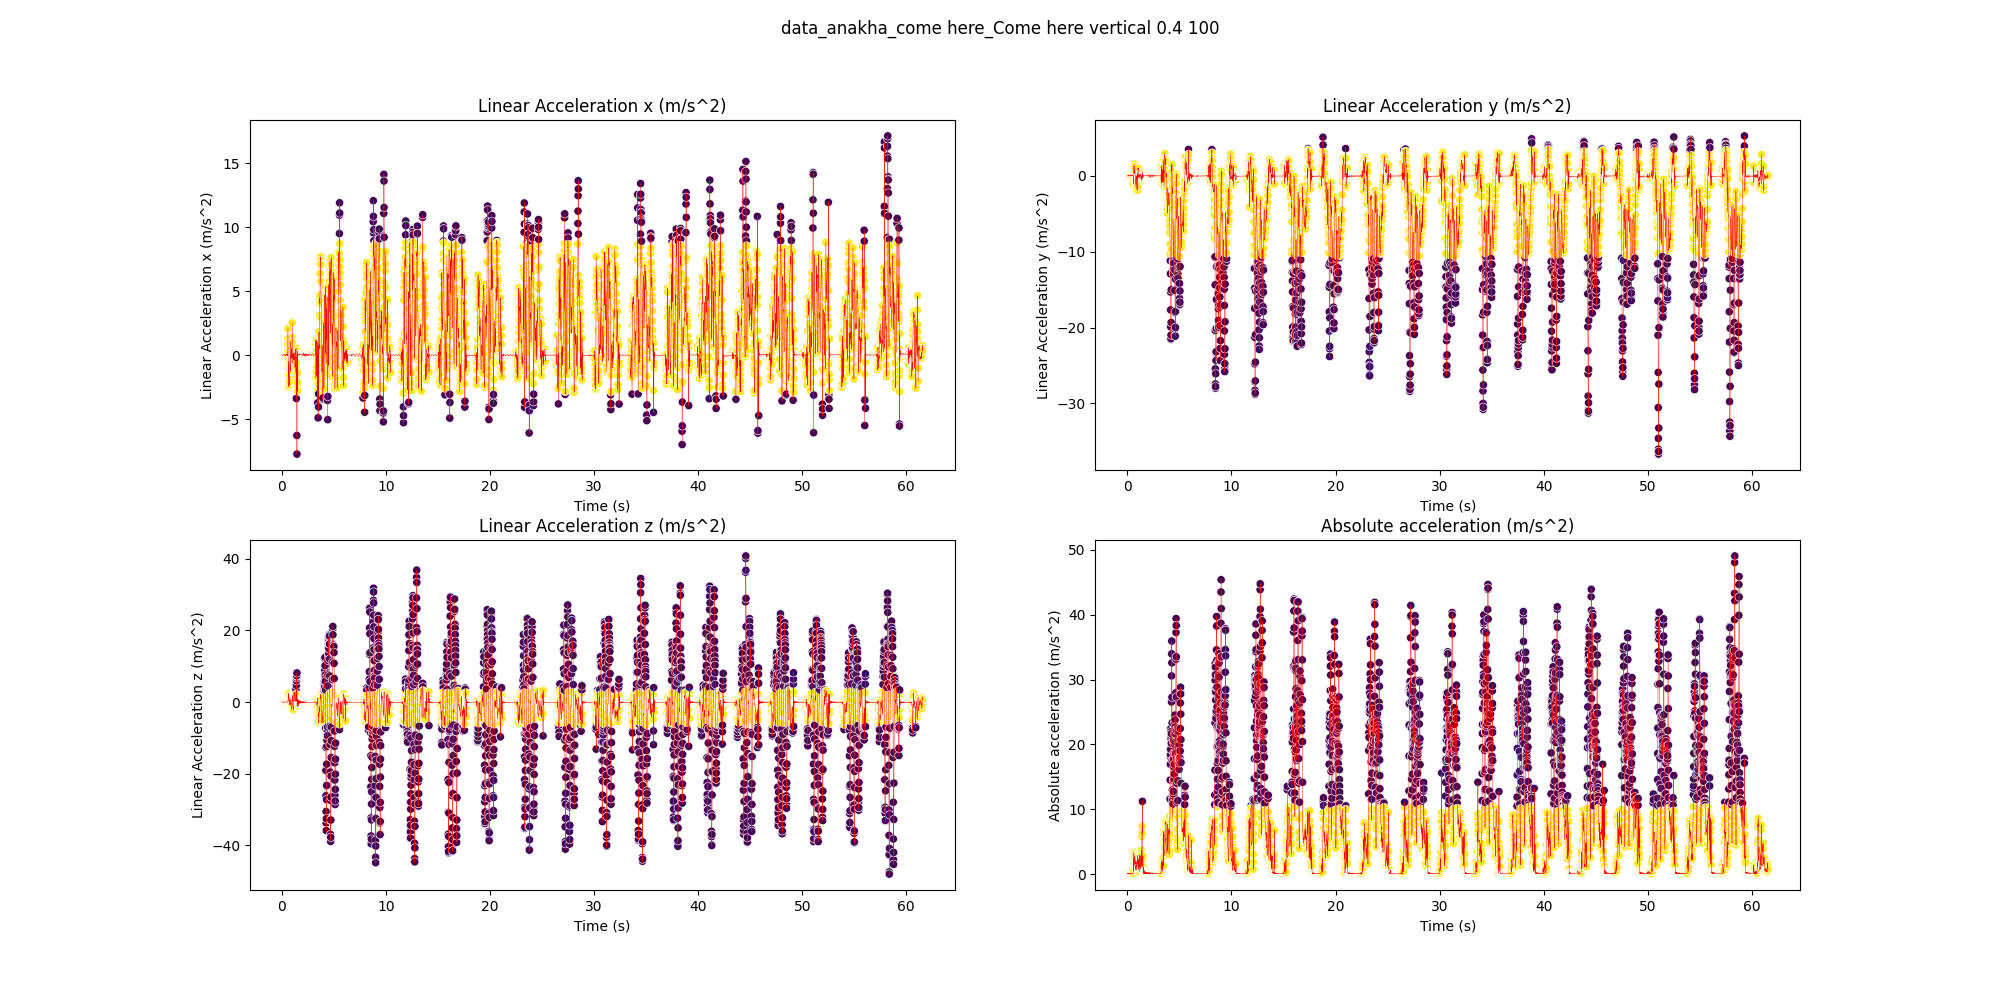 data_anakha_come here_Come here vertical 0.4 100
Linear Acceleration x (m/s^2)
Linear Acceleration x (m/s^2)
15
10
5
0
−5
0 10 20 30 40 50 60
Time (s)
Linear Acceleration y (m/s^2)
Linear Acceleration y (m/s^2)
0
−10
−20
−30
0 10 20 30 40 50 60
Time (s)
Linear Acceleration z (m/s^2)
Linear Acceleration z (m/s^2)
40
20
0
−20
−40
0 10 20 30 40 50 60
Time (s)
Absolute acceleration (m/s^2)
Absolute acceleration (m/s^2)
50
40
30
20
10
0
0 10 20 30 40 50 60
Time (s)